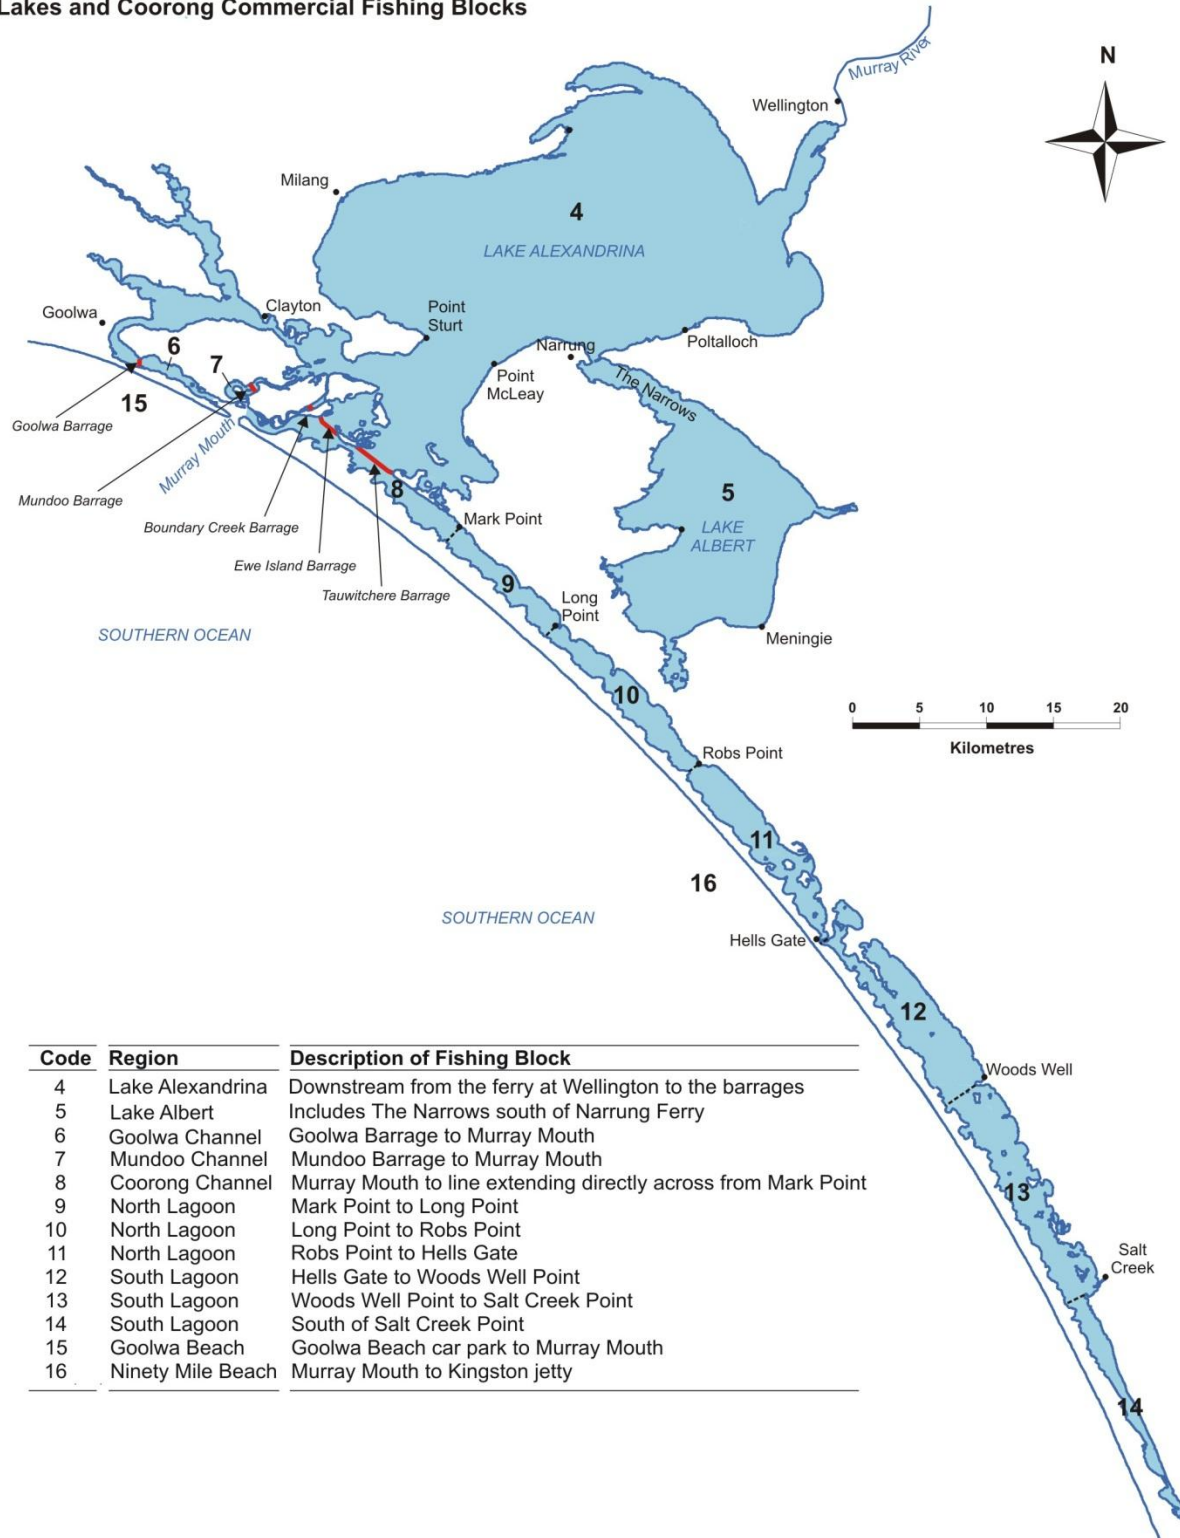 Lakes and Coorong Commercial Fishing Blocks
Murray River
N
Wellington
Milang
4
LAKE ALEXANDRINA
Goolwa
Clayton
Point
Sturt
Narrung
Poltalloch
6
7
Point
McLeay
The Narrows
15
Goolwa Barrage
Murray Mouth
Mundoo Barrage
8
5
LAKE
ALBERT
Boundary Creek Barrage
Mark Point
Ewe Island Barrage
Tauwitchere Barrage
9
Long
Point
SOUTHERN OCEAN
Meningie
10
0 5 10 15 20
Kilometres
Robs Point
11
16
SOUTHERN OCEAN
Hells Gate
12
Woods Well
13
Salt
Creek
14
Code Region Description of Fishing Block
4 Lake Alexandrina Downstream from the ferry at Wellington to the barrages
5 Lake Albert Includes The Narrows south of Narrung Ferry
6 Goolwa Channel Goolwa Barrage to Murray Mouth
7 Mundoo Channel Mundoo Barrage to Murray Mouth
8 Coorong Channel Murray Mouth to line extending directly across from Mark Point
9 North Lagoon Mark Point to Long Point
10 North Lagoon Long Point to Robs Point
11 North Lagoon Robs Point to Hells Gate
12 South Lagoon Hells Gate to Woods Well Point
13 South Lagoon Woods Well Point to Salt Creek Point
14 South Lagoon South of Salt Creek Point
15 Goolwa Beach Goolwa Beach car park to Murray Mouth
16 Ninety Mile Beach Murray Mouth to Kingston jetty